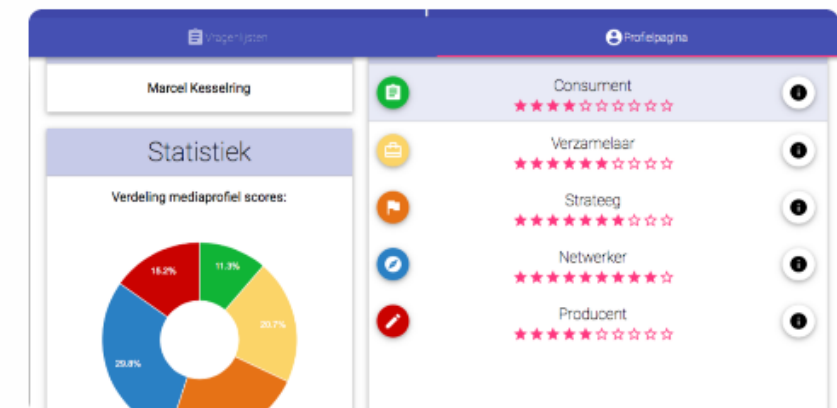 Vragenlijsten
Profielpagina
Marcel Kesselring
Statistiek
Verdeling mediaprofiel scores:
15.2%
11.3%
20.7%
29.8%
Consument
Verzamelaar
Strateeg
Netwerker
Producent